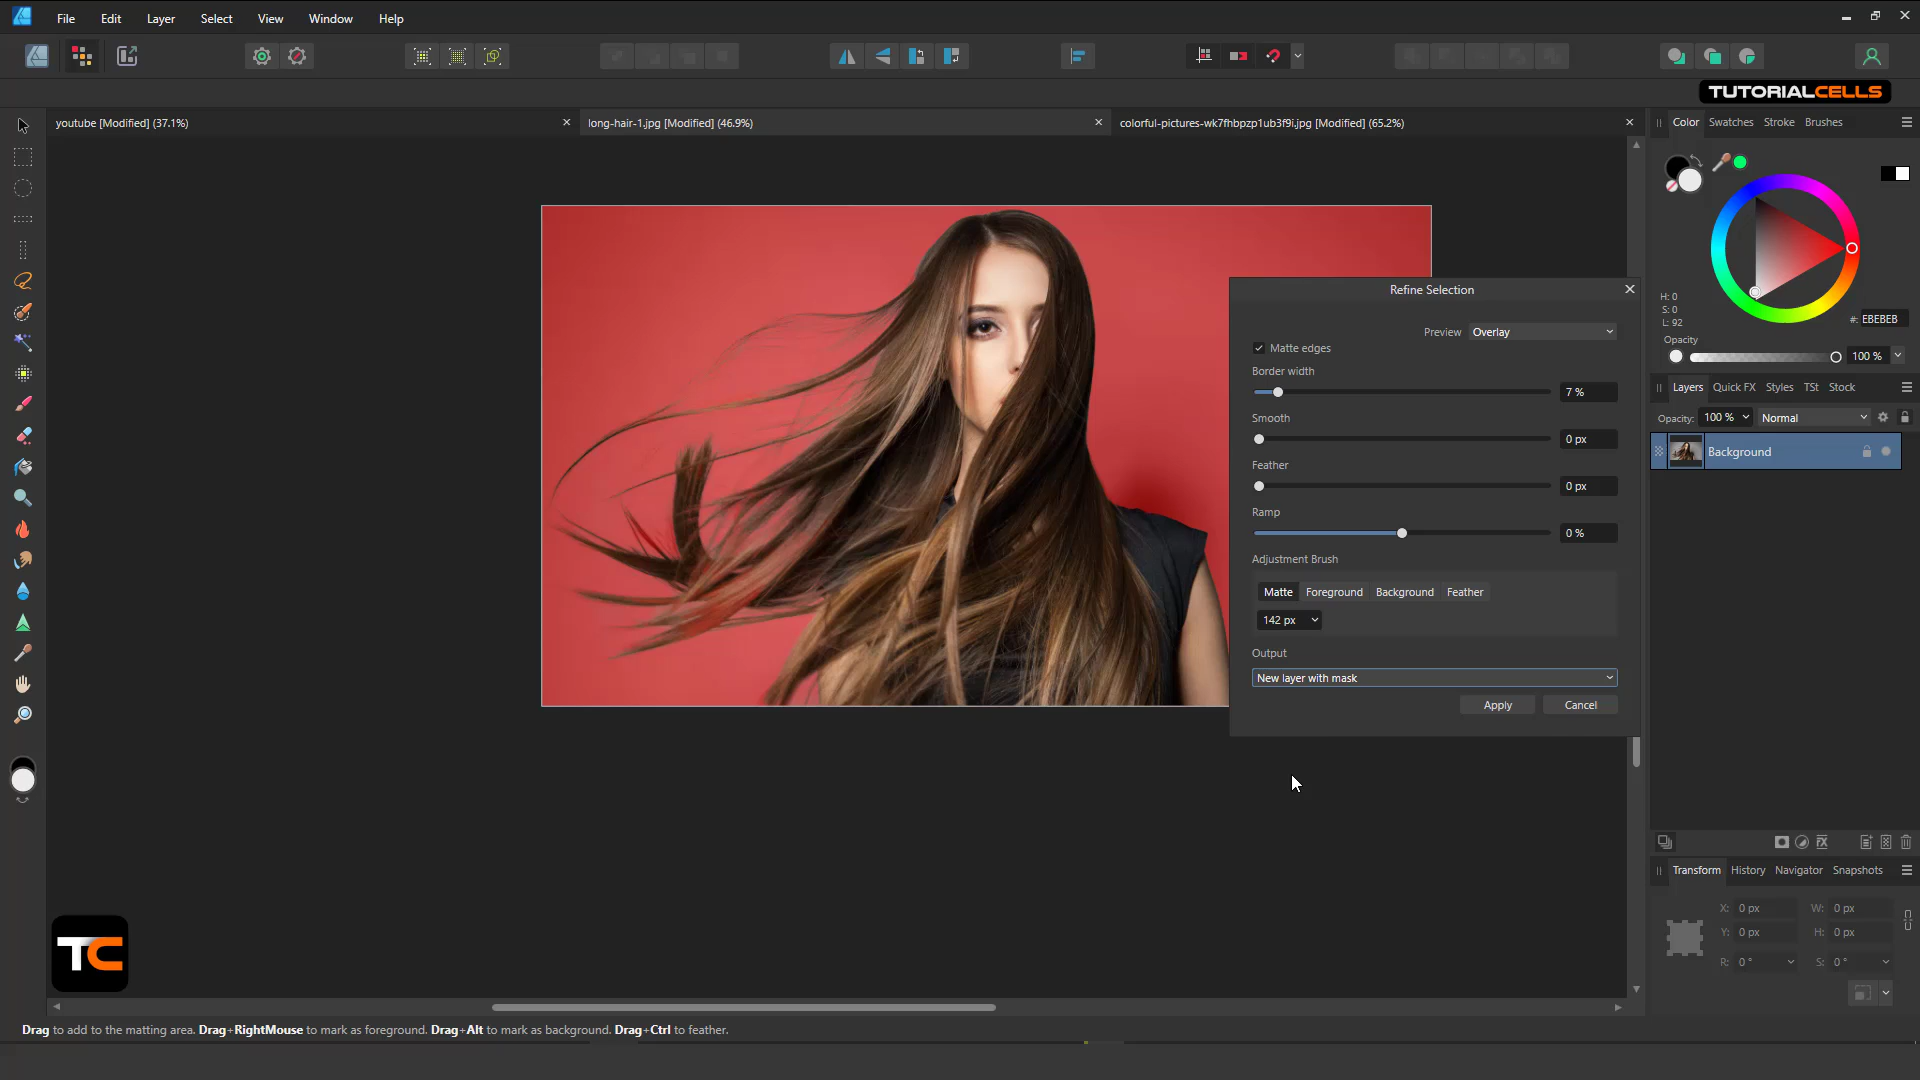 File Edit Layer Select View Window Help
TUTORIALCELLS
youtube [Modified] (37.1%)
long-hair-1.jpg [Modified] (46.9%)
colorful-pictures-wk7fhbpzp1ub3f9i.jpg [Modified] (65.2%)
Color Swatches Stroke Brushes
H: 0
S: 0
L: 92
#: EBEBEB
Opacity
100 %
Layers Quick FX Styles TSt Stock
Opacity: 100 % Normal
Background
Refine Selection
Preview Overlay
Matte edges
Border width
7 %
Smooth
0 px
Feather
0 px
Ramp
0 %
Adjustment Brush
Matte Foreground Background Feather
142 px
Output
New layer with mask
Apply Cancel
FX
Transform History Navigator Snapshots
X: 0 px W: 0 px
Y: 0 px H: 0 px
R: 0 ° S: 0 °
TC
Drag to add to the matting area. Drag+RightMouse to mark as foreground. Drag+Alt to mark as background. Drag+Ctrl to feather.